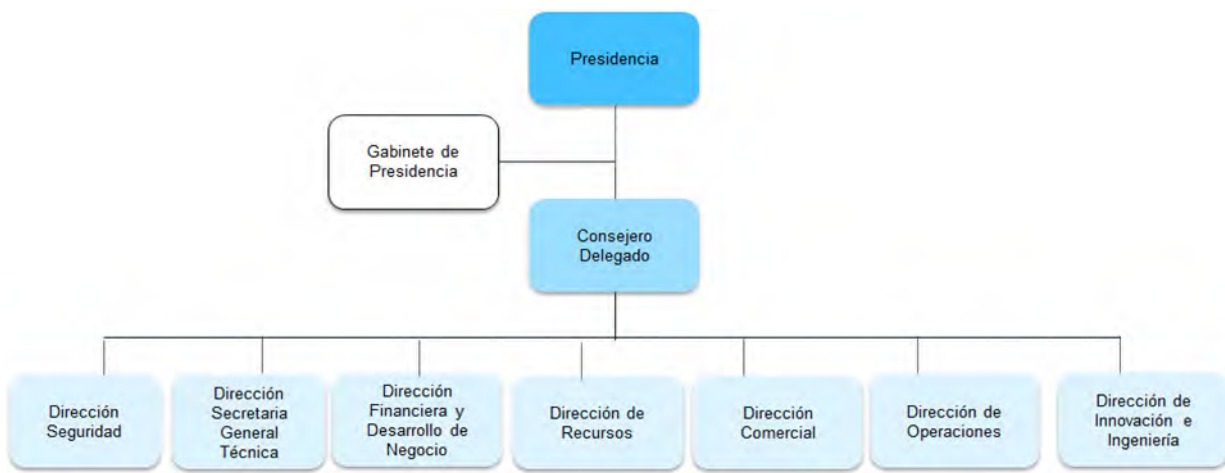 Presidencia
Gabinete de
Presidencia
Consejero
Delegado
Dirección
Seguridad
Dirección
Secretaria
General
Técnica
Dirección
Financiera y
Desarrollo de
Negocio
Dirección de
Recursos
Dirección
Comercial
Dirección de
Operaciones
Dirección de
Innovación e
Ingeniería